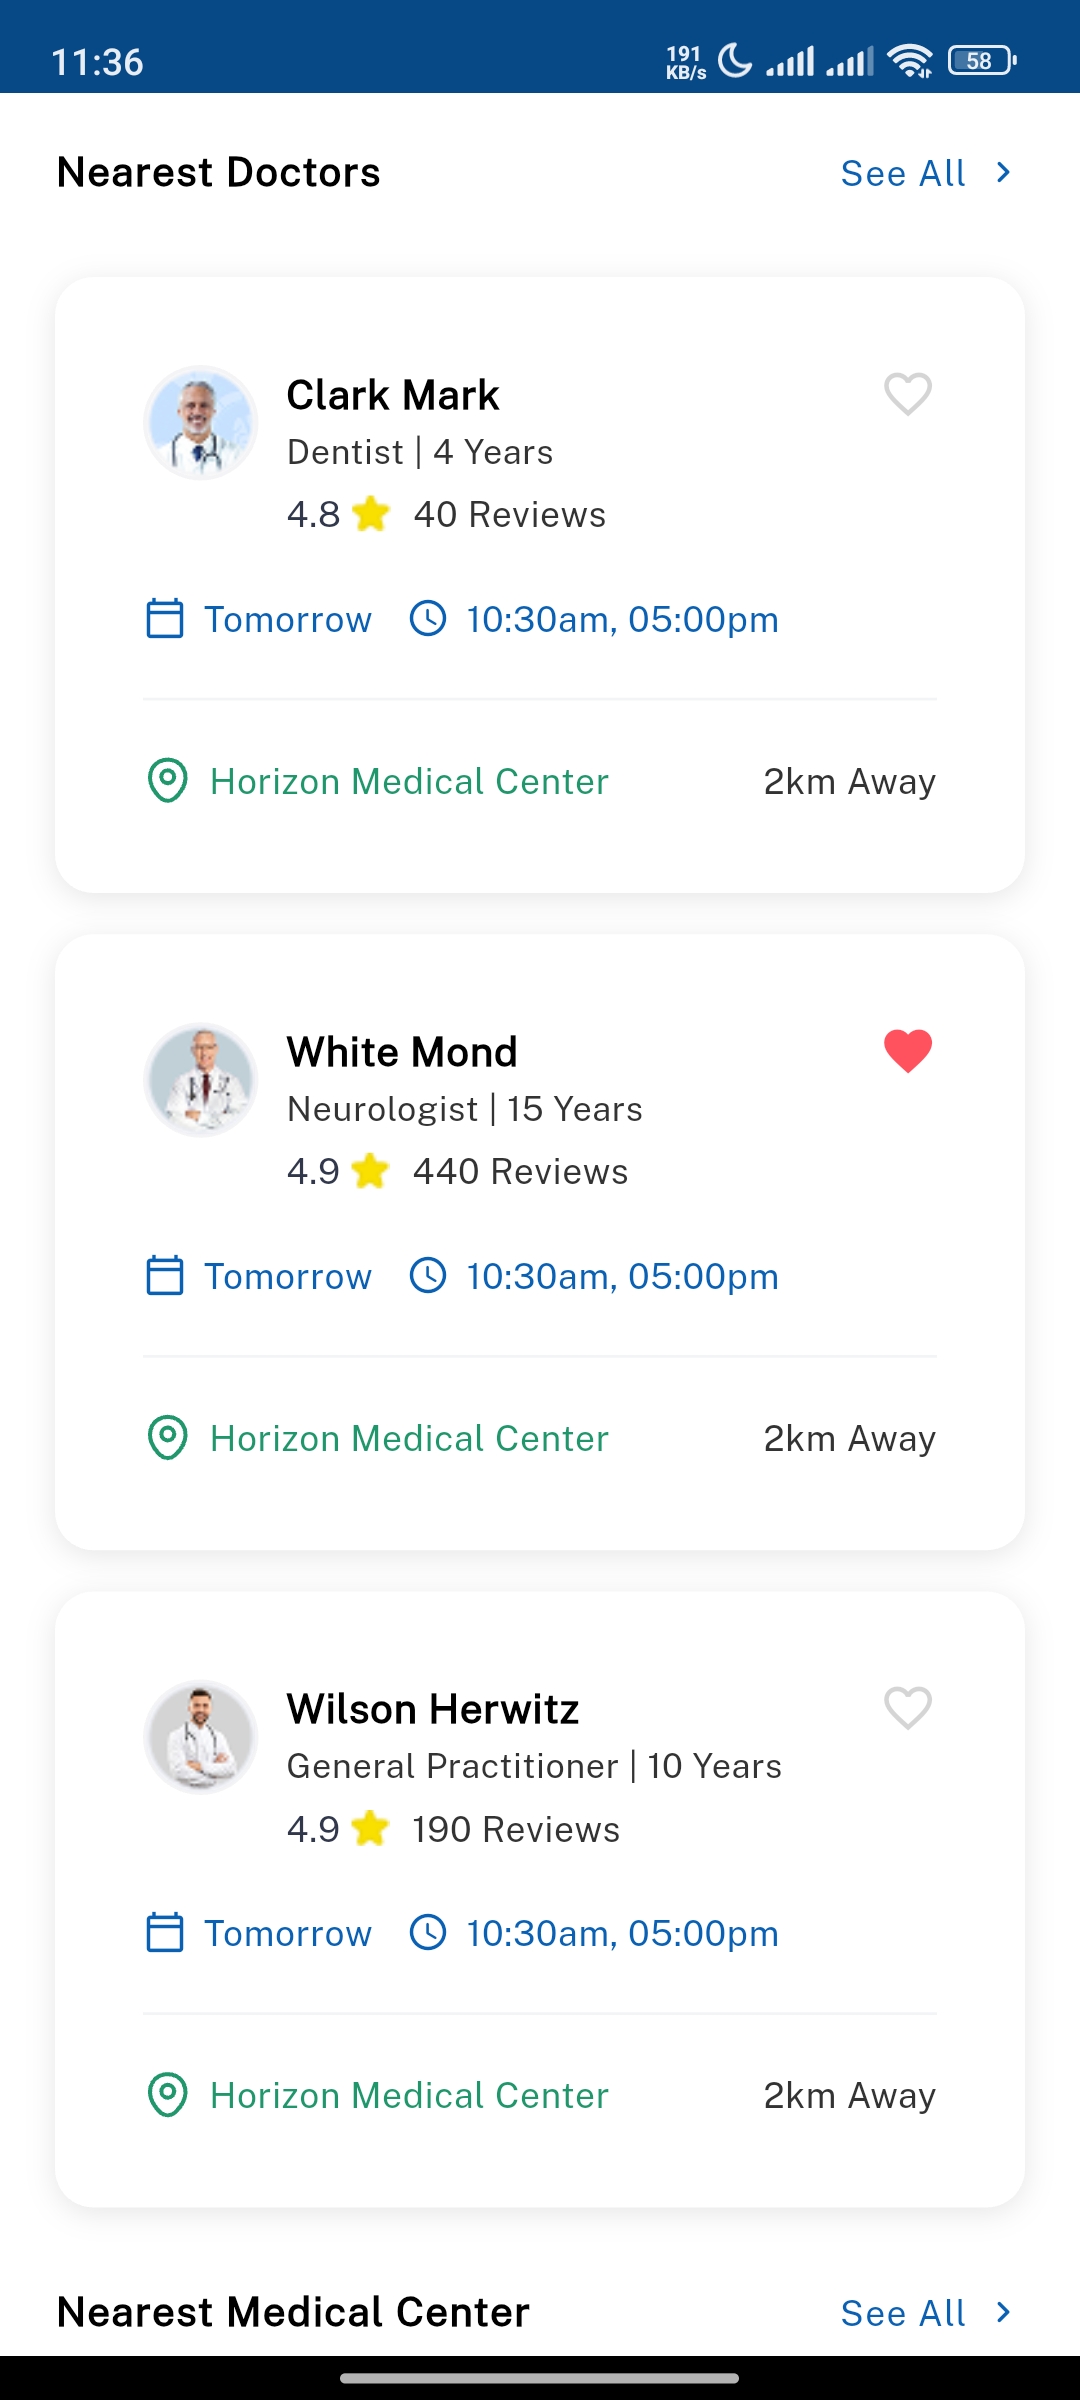 11:36
191
KB/s
58
Nearest Doctors
See All
Clark Mark
Dentist | 4 Years
4.8 40 Reviews
Tomorrow 10:30am, 05:00pm
Horizon Medical Center 2km Away
White Mond
Neurologist | 15 Years
4.9 440 Reviews
Tomorrow 10:30am, 05:00pm
Horizon Medical Center 2km Away
Wilson Herwitz
General Practitioner | 10 Years
4.9 190 Reviews
Tomorrow 10:30am, 05:00pm
Horizon Medical Center 2km Away
Nearest Medical Center
See All